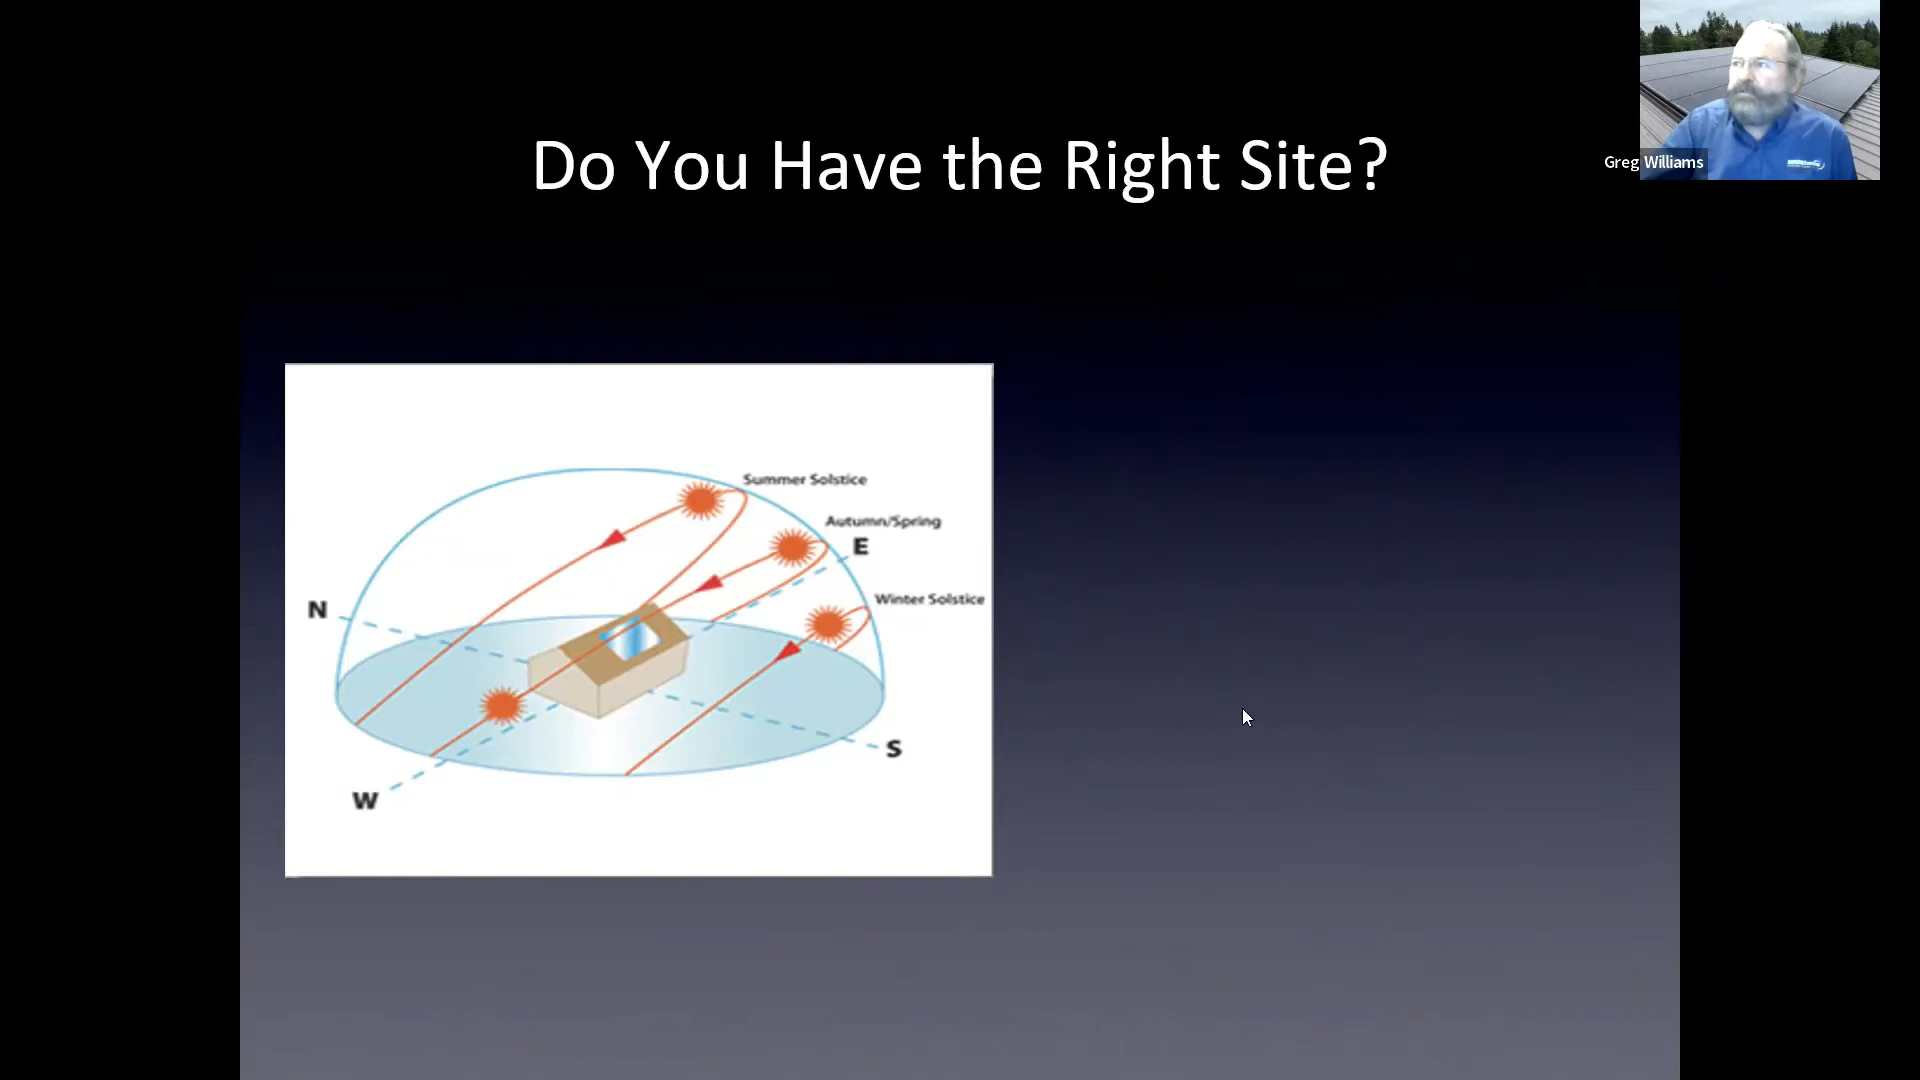 Do You Have the Right Site?
Greg Williams
Summer Solstice
Autumn/Spring
E
Winter Solstice
N
S
W